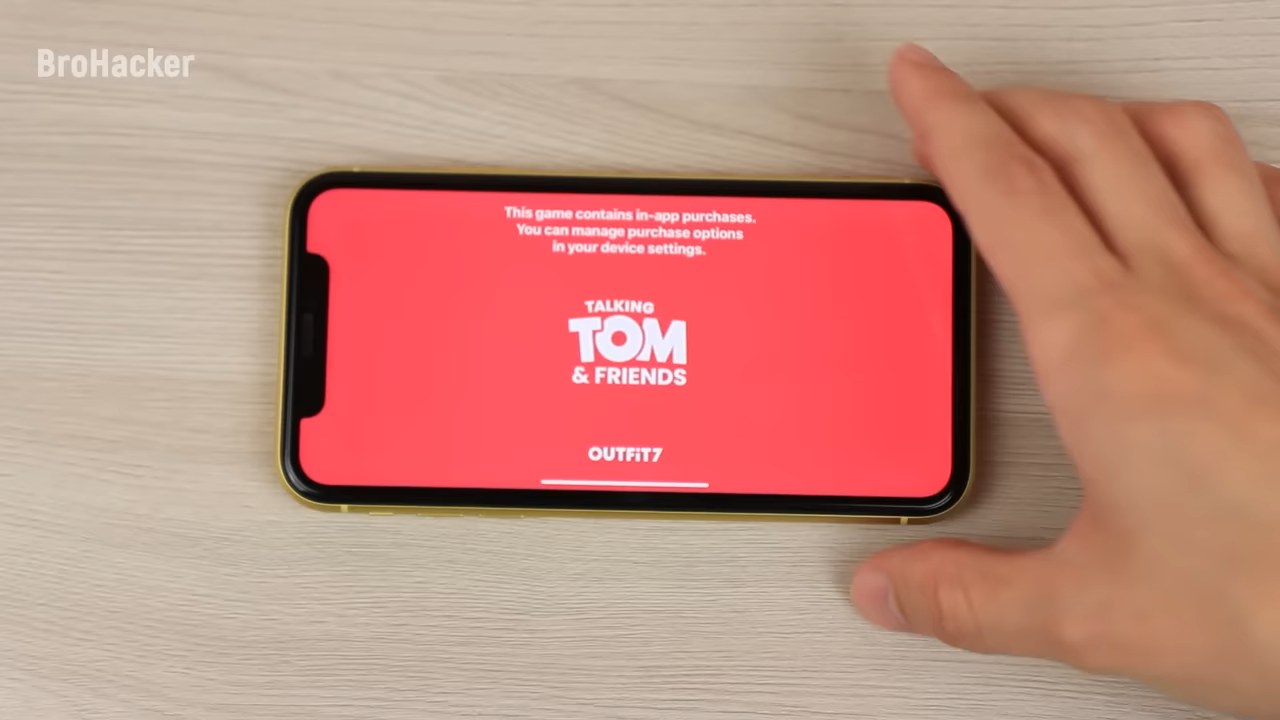 BroHacker
This game contains in-app purchases.
You can manage purchase options
in your device settings.
TALKING
TOM
& FRIENDS
OUTFiT7